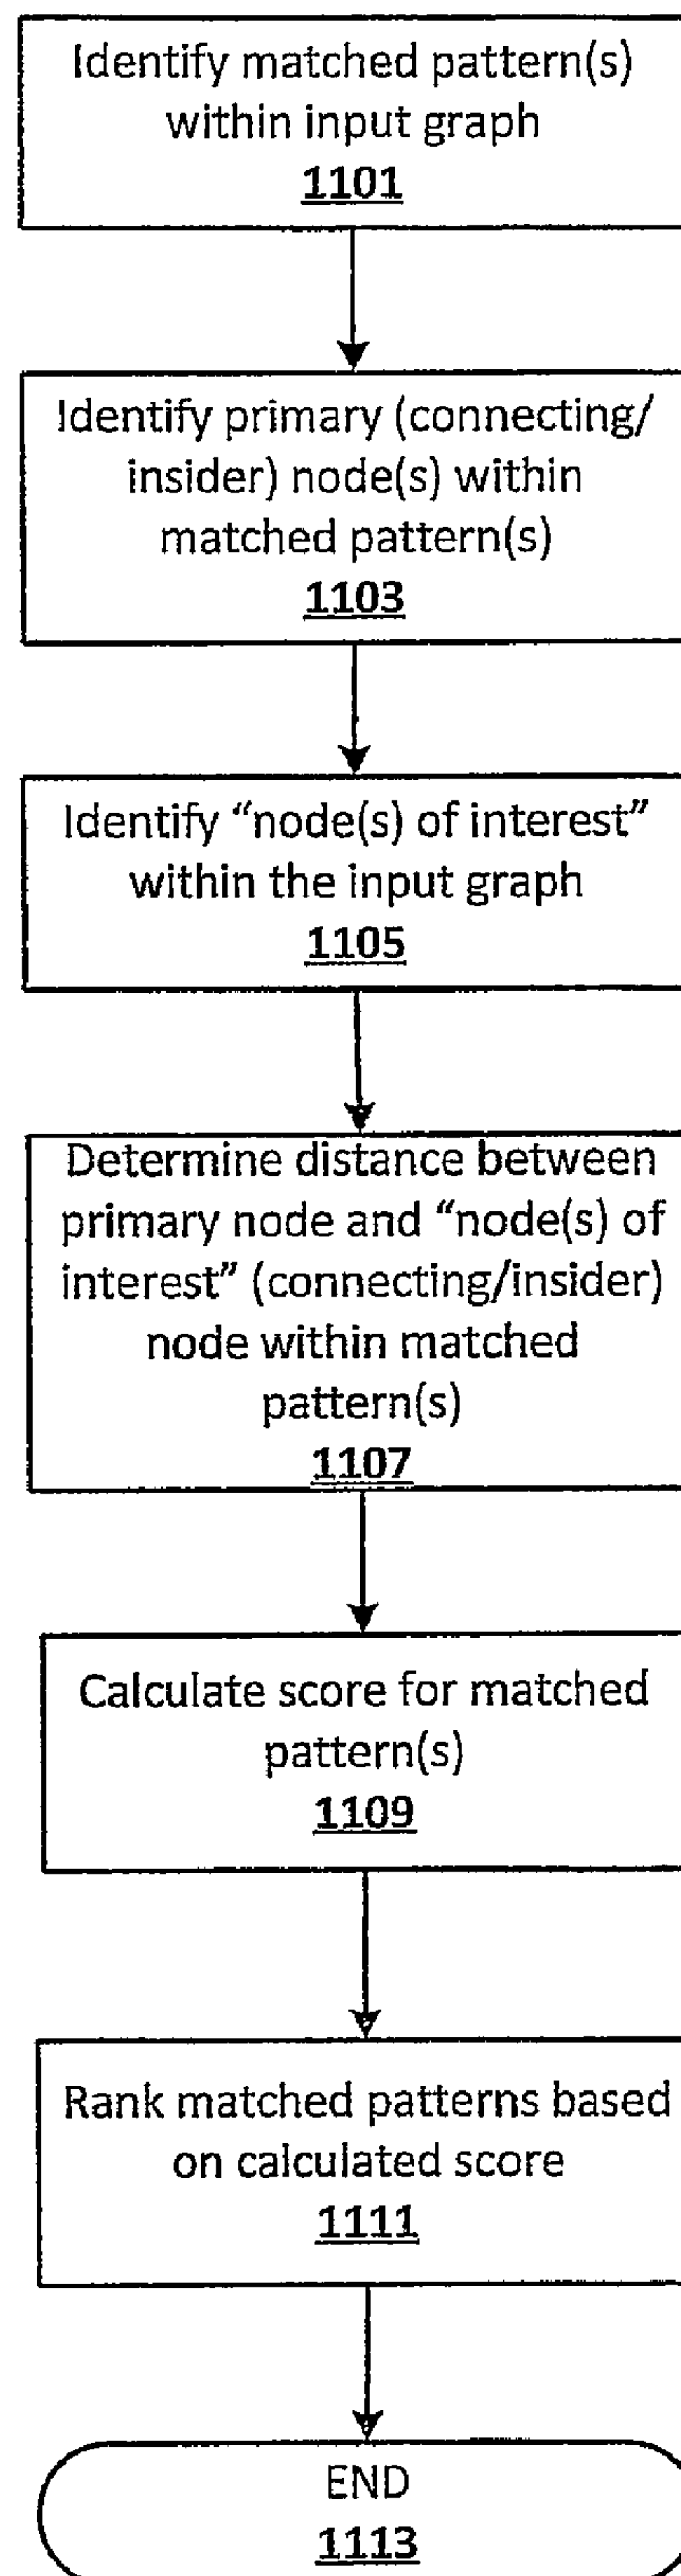 Identify matched pattern(s)
within input graph
1101
Identify primary (connecting/
insider) node(s) within
matched pattern(s)
1103
Identify “node(s) of interest”
within the input graph
1105
Determine distance between
primary node and “node(s) of
interest” (connecting/insider)
node within matched
pattern(s)
1107
Calculate score for matched
pattern(s)
1109
Rank matched patterns based
on calculated score
1111
END
1113